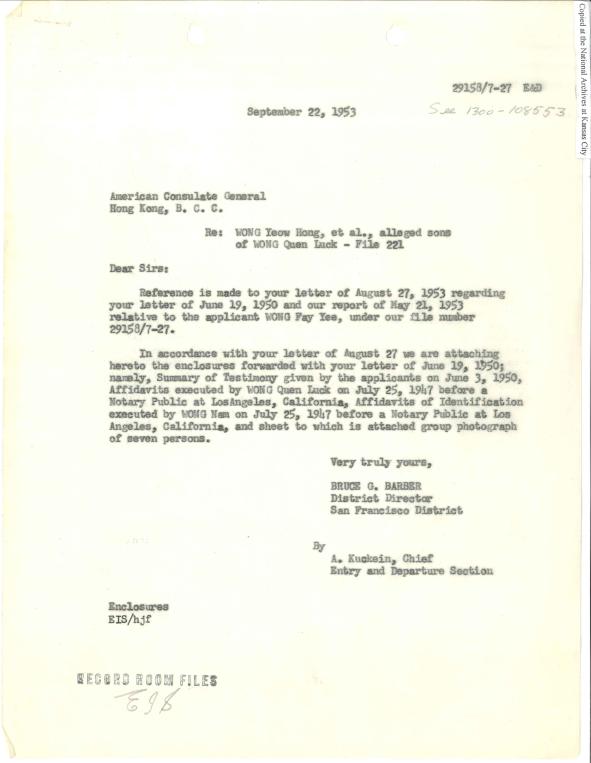 Copied at the National Archives at Kansas City
29158/7-27 E&D
September 22, 1953
See 1300-108553
American Consulate General
Hong Kong, B. C. C.
Re: WONG Yeow Hong, et al., alleged sons
of WONG Quen Luck - File 221
Dear Sirs:
Reference is made to your letter of August 27, 1953 regarding
your letter of June 19, 1950 and our report of May 21, 1953
relative to the applicant WONG Fay Yee, under our file number
29158/7-27.
In accordance with your letter of August 27 we are attaching
hereto the enclosures forwarded with your letter of June 19, 1950;
namely, Summary of Testimony given by the applicants on June 3, 1950,
Affidavits executed by WONG Quen Luck on July 25, 1947 before a
Notary Public at LosAngeles, California, Affidavits of Identification
executed by WONG Nam on July 25, 1947 before a Notary Public at Los
Angeles, California, and sheet to which is attached group photograph
of seven persons.
Very truly yours,
BRUCE G. BARBER
District Director
San Francisco District
By
A. Kuckein, Chief
Entry and Departure Section
Enclosures
EIS/hjf
RECORD ROOM FILES
EIS